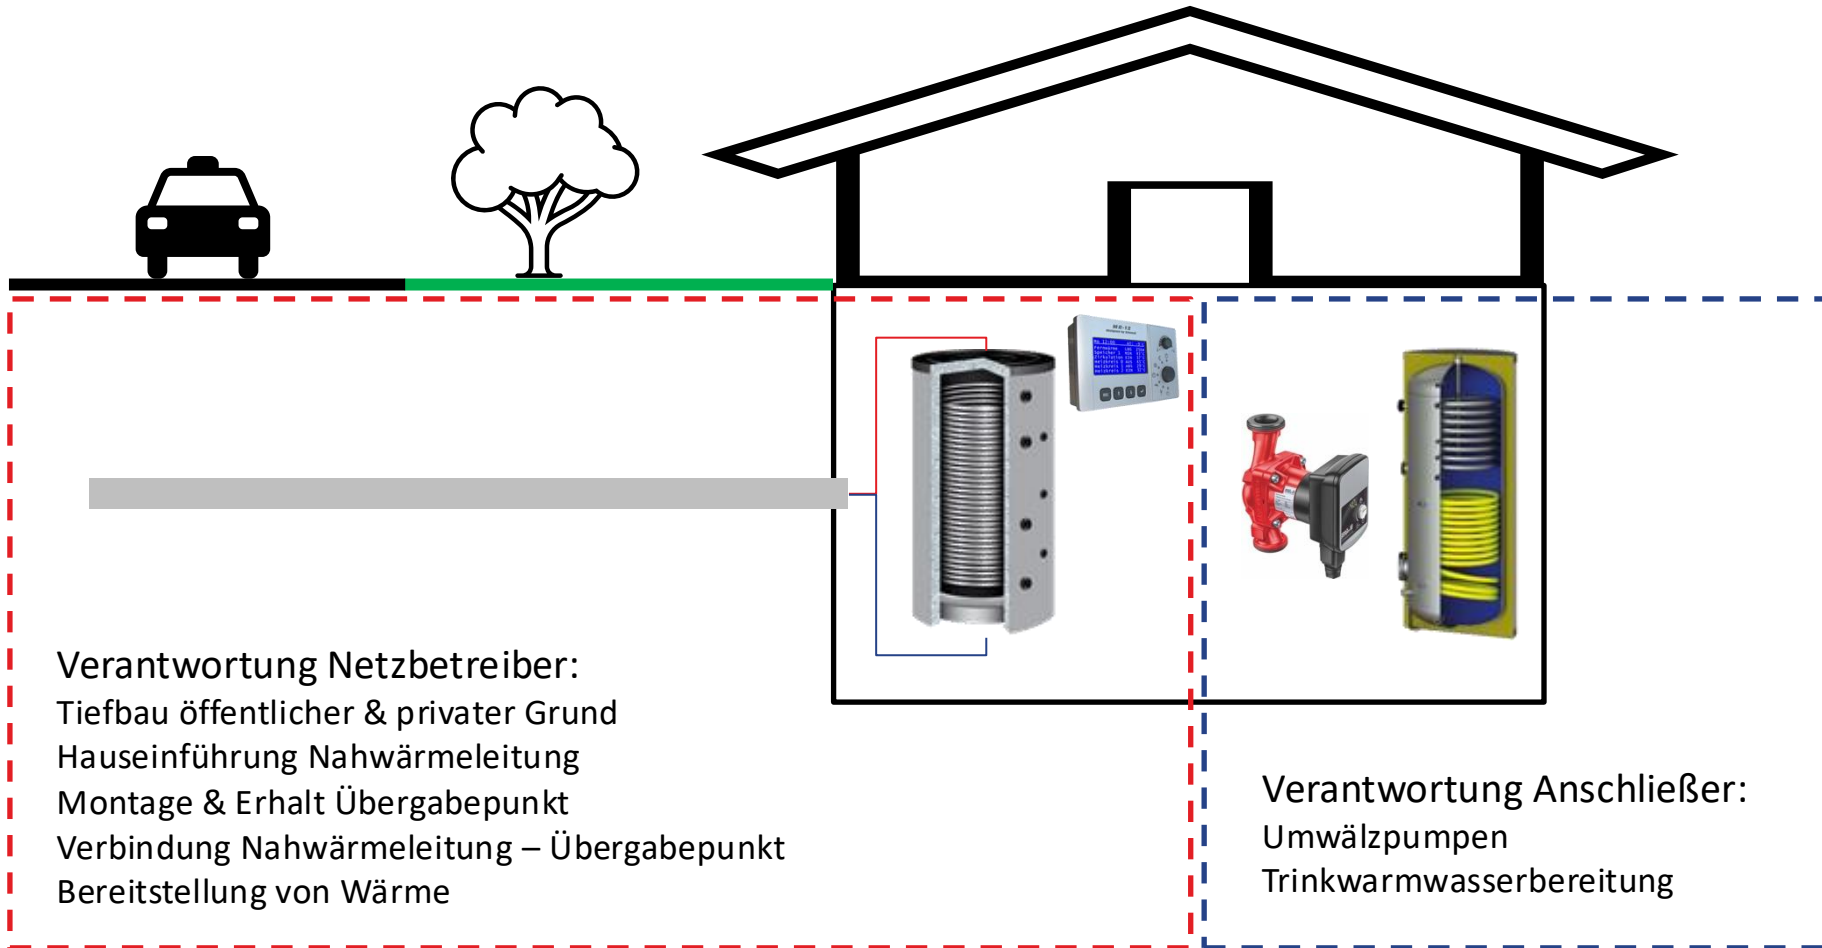 Verantwortung Netzbetreiber:
Tiefbau öffentlicher & privater Grund
Hauseinführung Nahwärmeleitung
Montage & Erhalt Übergabepunkt
Verbindung Nahwärmeleitung – Übergabepunkt
Bereitstellung von Wärme
Verantwortung Anschließer:
Umwälzpumpen
Trinkwarmwasserbereitung